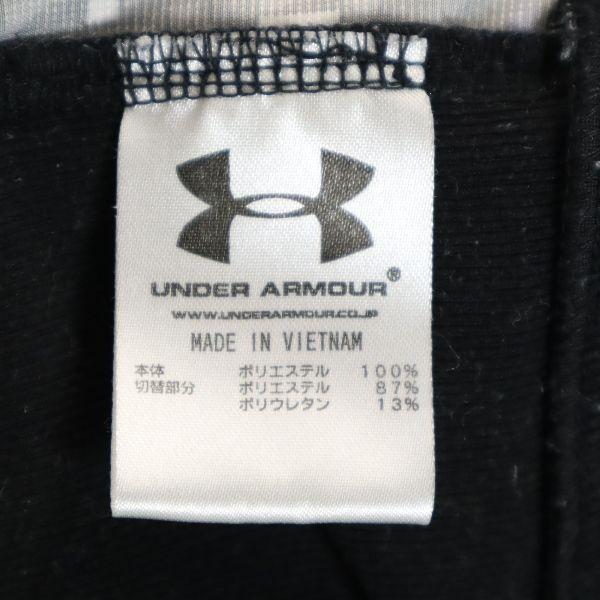 UNDER ARMOUR®
WWW.UNDERARMOUR.CO.JP
MADE IN VIETNAM
本体 ポリエステル 100%
切替部分 ポリエステル 87%
ポリウレタン 13%